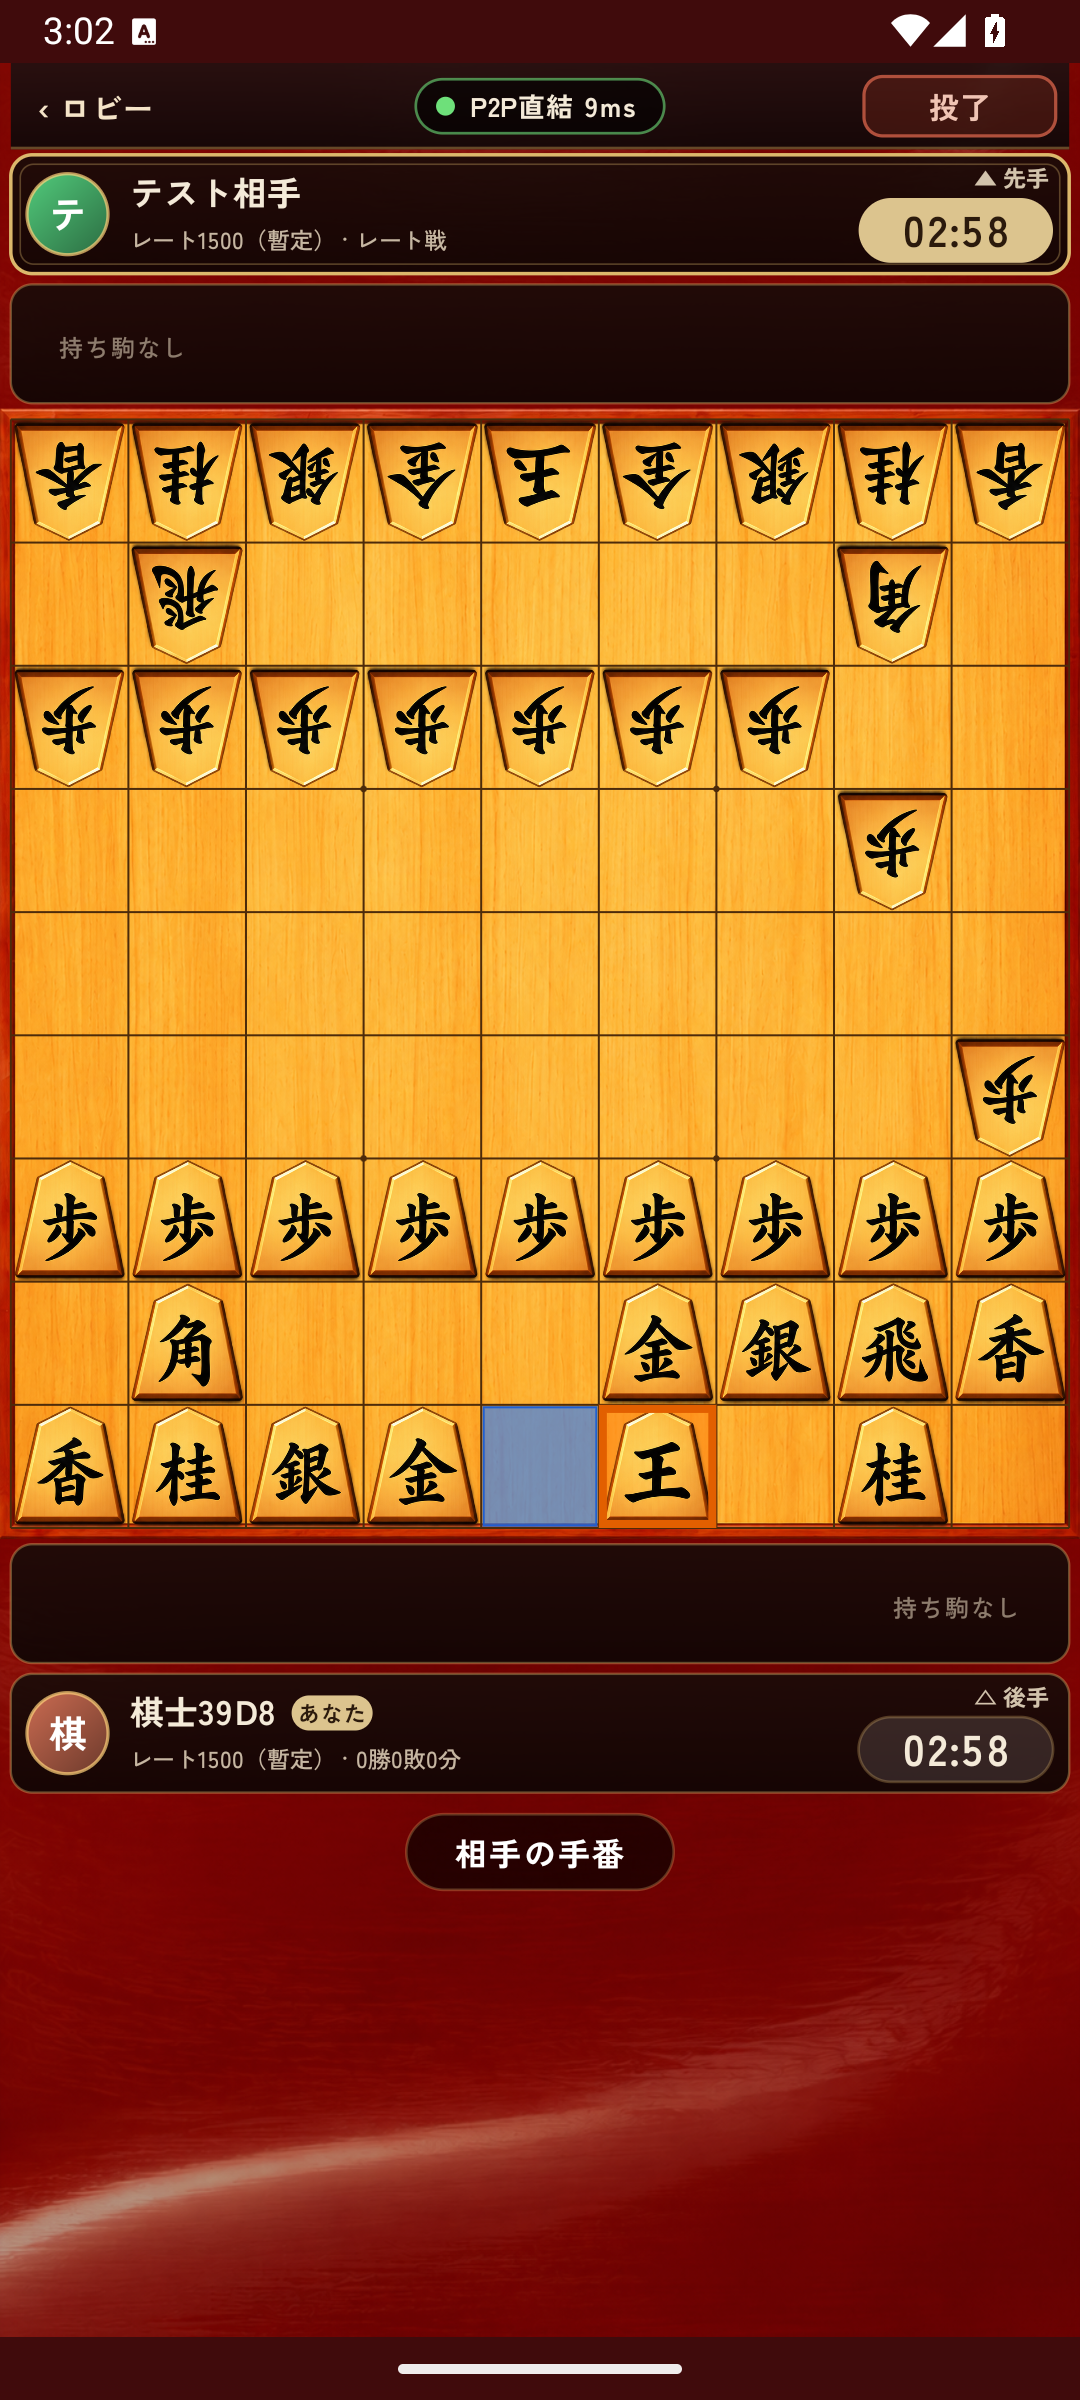 3:02 A
‹ ロビー
P2P直結 9ms
投了
テ
テスト相手
レート1500（暫定）・レート戦
▲ 先手
02:58
持ち駒なし
香 桂 銀 金 玉 金 銀 桂 香
飛 角
歩 歩 歩 歩 歩 歩 歩
歩
歩
歩 歩 歩 歩 歩 歩 歩 歩 歩
角 金 銀 飛 香
香 桂 銀 金 王 桂
持ち駒なし
棋
棋士39D8 あなた
レート1500（暫定）・0勝0敗0分
△ 後手
02:58
相手の手番